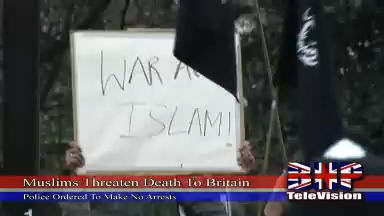 WAR
ISLAM!
Muslims Threaten Death To Britain
Police Ordered To Make No Arrests
TeleVision